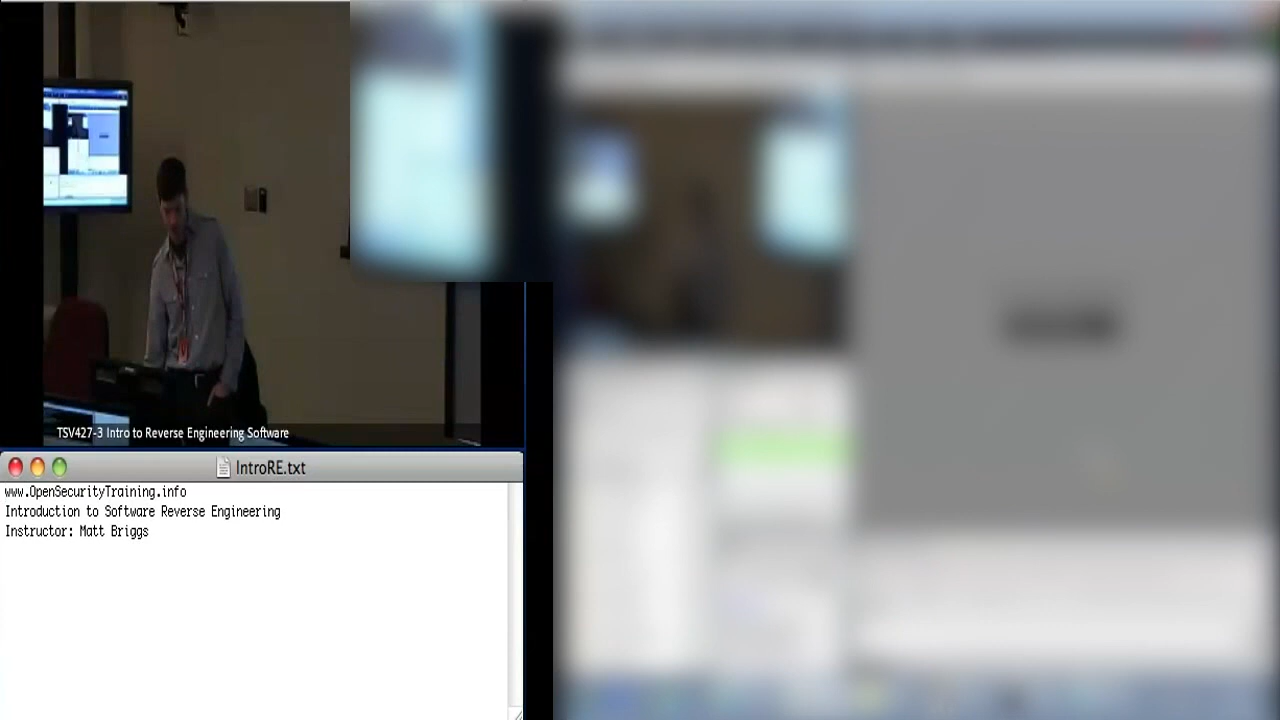 TSV427-3 Intro to Reverse Engineering Software
IntroRE.txt
www.OpenSecurityTraining.info
Introduction to Software Reverse Engineering
Instructor: Matt Briggs